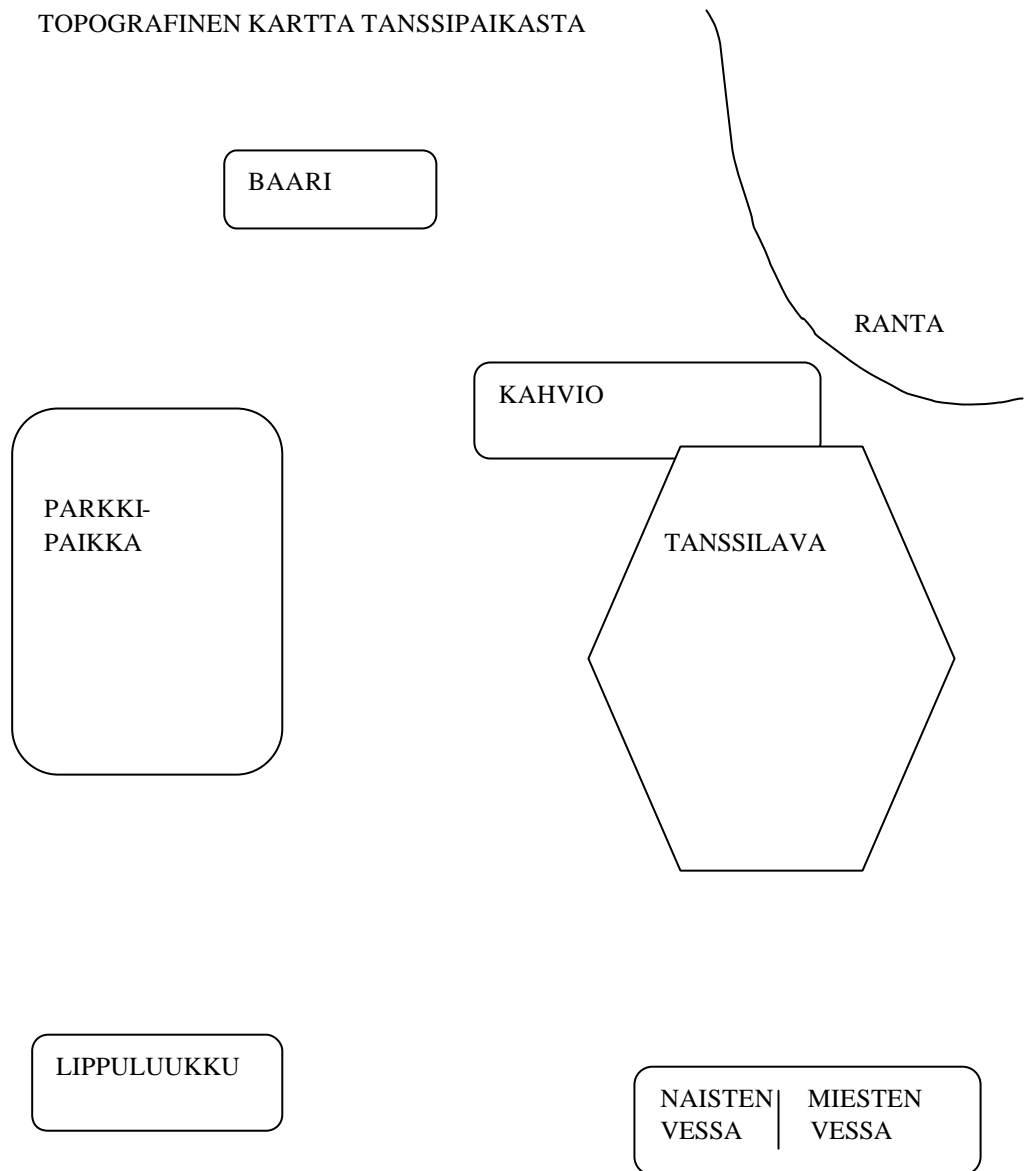 TOPOGRAFINEN KARTTA TANSSIPAIKASTA
BAARI
RANTA
KAHVIO
PARKKI-
PAIKKA
TANSSILAVA
LIPPULUUKKU
NAISTEN
VESSA
MIESTEN
VESSA